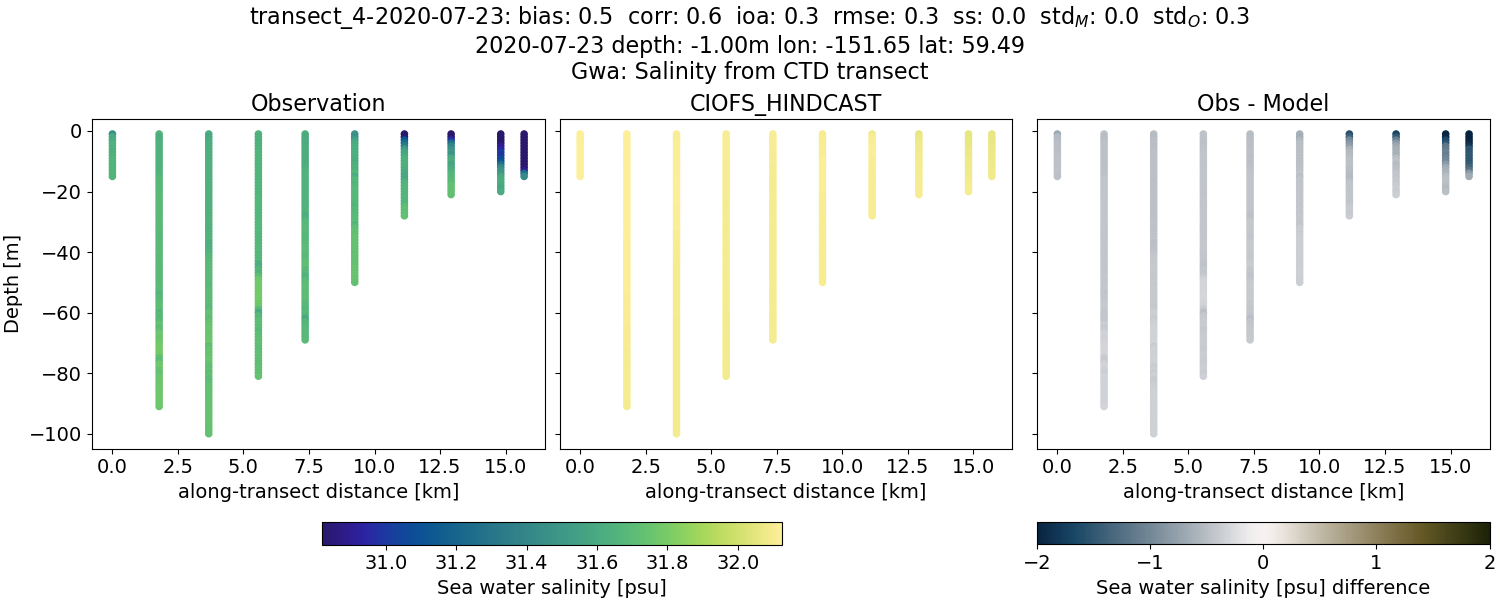 transect_4-2020-07-23: bias: 0.5 corr: 0.6 ioa: 0.3 rmse: 0.3 ss: 0.0 std_M: 0.0 std_O: 0.3
2020-07-23 depth: -1.00m lon: -151.65 lat: 59.49
Gwa: Salinity from CTD transect
Observation
CIOFS_HINDCAST
Obs - Model
Depth [m]
0
−20
−40
−60
−80
−100
0.0 2.5 5.0 7.5 10.0 12.5 15.0
0.0 2.5 5.0 7.5 10.0 12.5 15.0
0.0 2.5 5.0 7.5 10.0 12.5 15.0
along-transect distance [km]
along-transect distance [km]
along-transect distance [km]
31.0 31.2 31.4 31.6 31.8 32.0
Sea water salinity [psu]
−2 −1 0 1 2
Sea water salinity [psu] difference